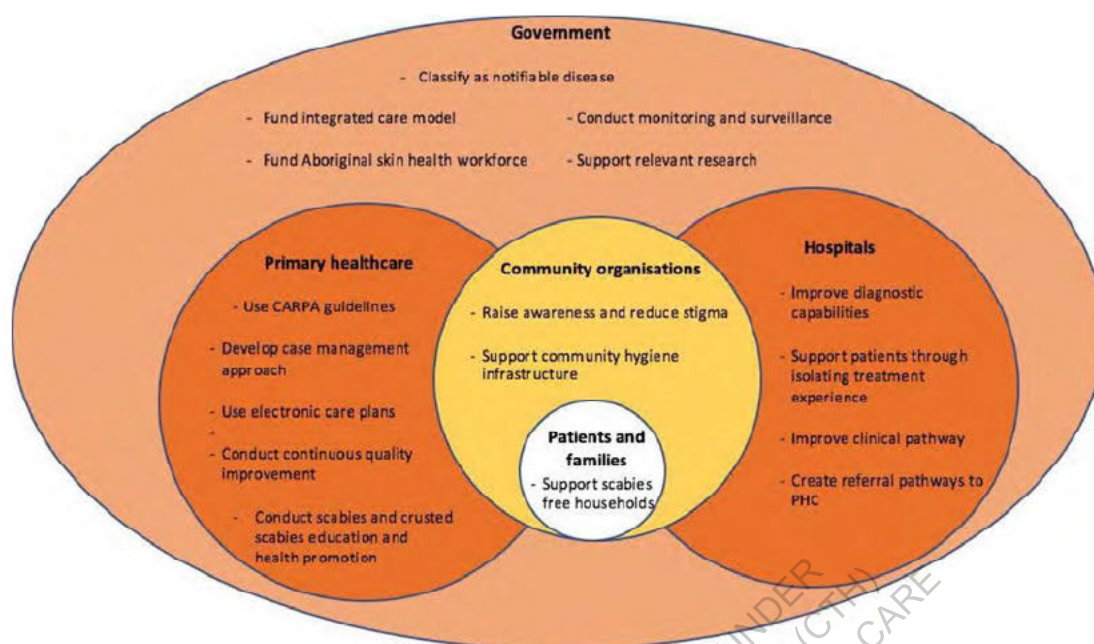 Government
- Classify as notifiable disease
- Fund integrated care model
- Conduct monitoring and surveillance
- Fund Aboriginal skin health workforce
- Support relevant research
Primary healthcare
- Use CARPA guidelines
- Develop case management
approach
- Use electronic care plans
-
- Conduct continuous quality
improvement
- Conduct scabies and crusted
scabies education and
health promotion
Community organisations
- Raise awareness and reduce stigma
- Support community hygiene
infrastructure
Patients and
families
- Support scabies
free households
Hospitals
- Improve diagnostic
capabilities
- Support patients through
isolating treatment
experience
- Improve clinical pathway
- Create referral pathways to
PHC
UNDER
(CTH)
CARE